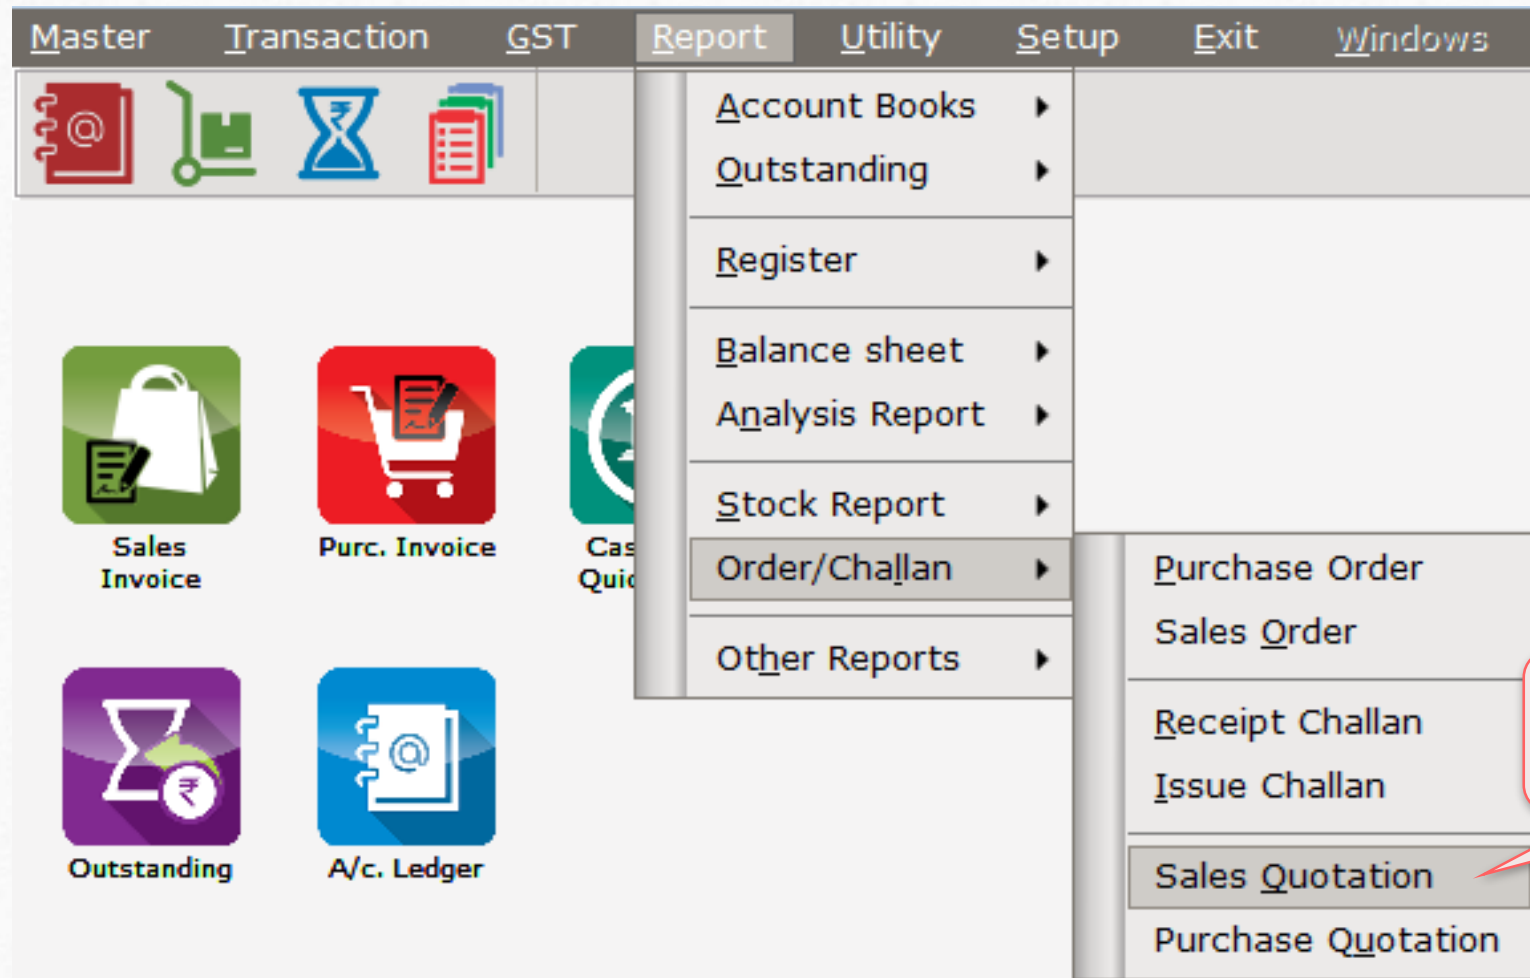 Master Transaction GST Report Utility Setup Exit Windows
Account Books
Outstanding
Register
Balance sheet
Analysis Report
Stock Report
Order/Challan
Other Reports
Purchase Order
Sales Order
Receipt Challan
Issue Challan
Sales Quotation
Purchase Quotation
Sales
Invoice
Purc. Invoice
Outstanding
A/c. Ledger